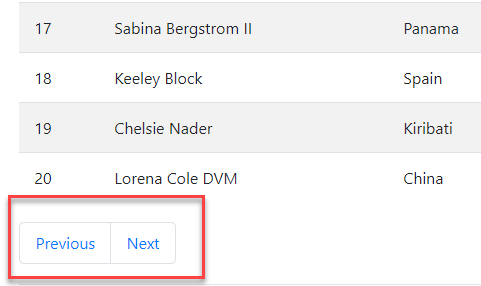 17 Sabina Bergstrom II Panama
18 Keeley Block Spain
19 Chelsie Nader Kiribati
20 Lorena Cole DVM China
Previous Next